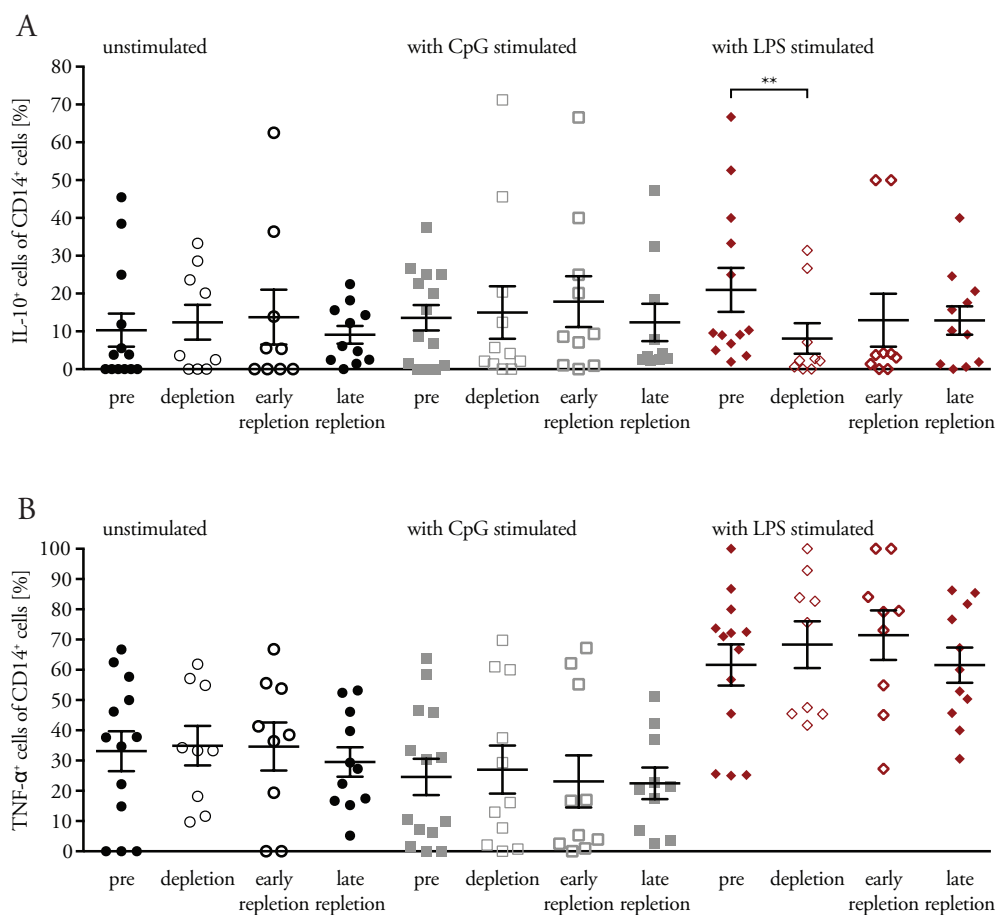 A
unstimulated with CpG stimulated with LPS stimulated
IL-10⁺ cells of CD14⁺ cells [%]
80
70
60
50
40
30
20
10
0
**
pre depletion early repletion late repletion pre depletion early repletion late repletion pre depletion early repletion late repletion
B
unstimulated with CpG stimulated with LPS stimulated
TNF-α⁺ cells of CD14⁺ cells [%]
100
90
80
70
60
50
40
30
20
10
0
pre depletion early repletion late repletion pre depletion early repletion late repletion pre depletion early repletion late repletion